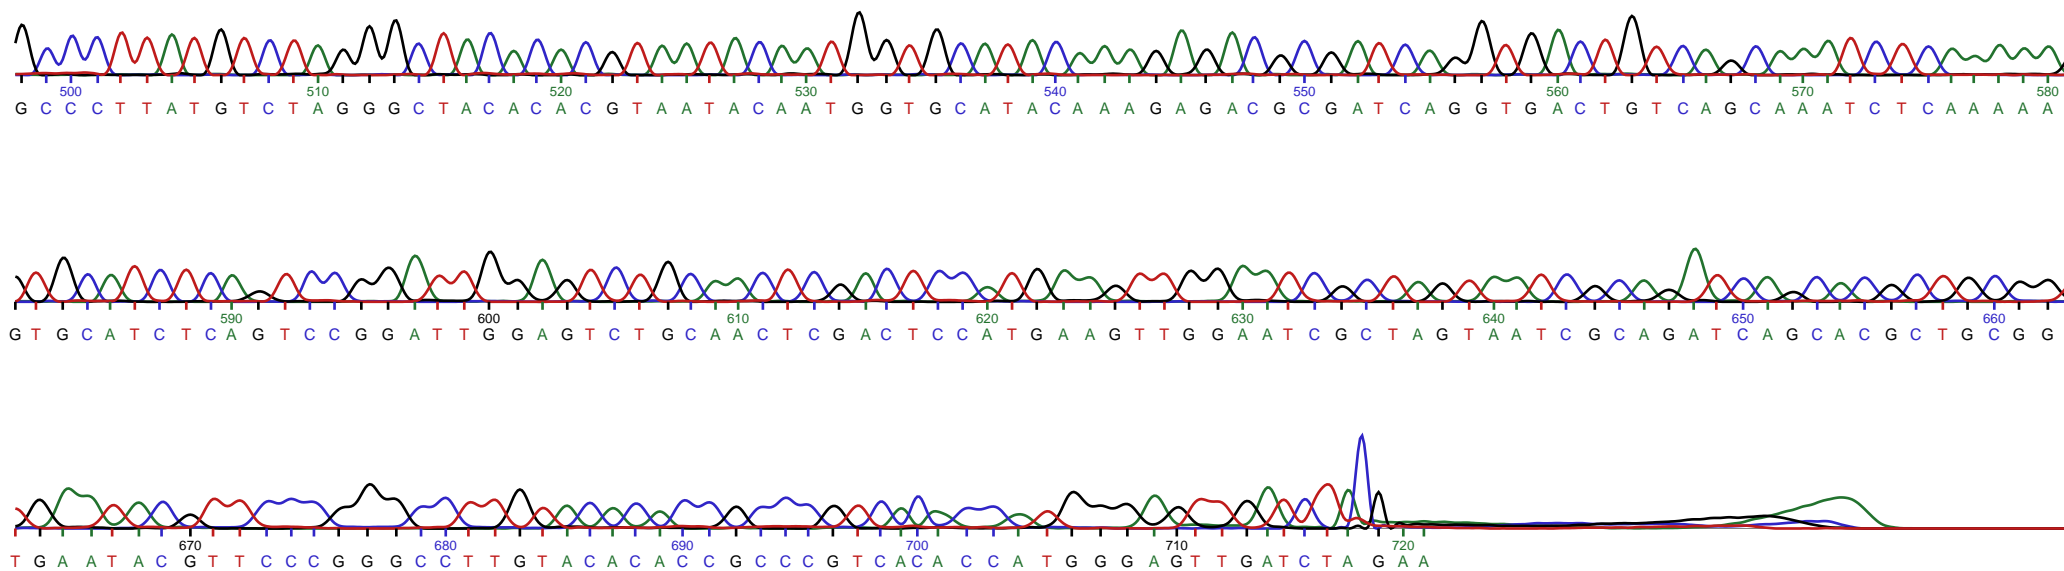 500 510 520 530 540 550 560 570 580
G C C C T T A T G T C T A G G G C T A C A C A C G T A A T A C A A T G G T G C A T A C A A A G A G A C G C G A T C A G G T G A C T G T C A G C A A A T C T C A A A A A
590 600 610 620 630 640 650 660
G T G C A T C T C A G T C C G G A T T G G A G T C T G C A A C T C G A C T C C A T G A A G T T G G A A T C G C T A G T A A T C G C A G A T C A G C A C G C T G C G G
670 680 690 700 710 720
T G A A T A C G T T C C C G G G C C T T G T A C A C A C C G C C C G T C A C A C C A T G G G A G T T G A T C T A G A A